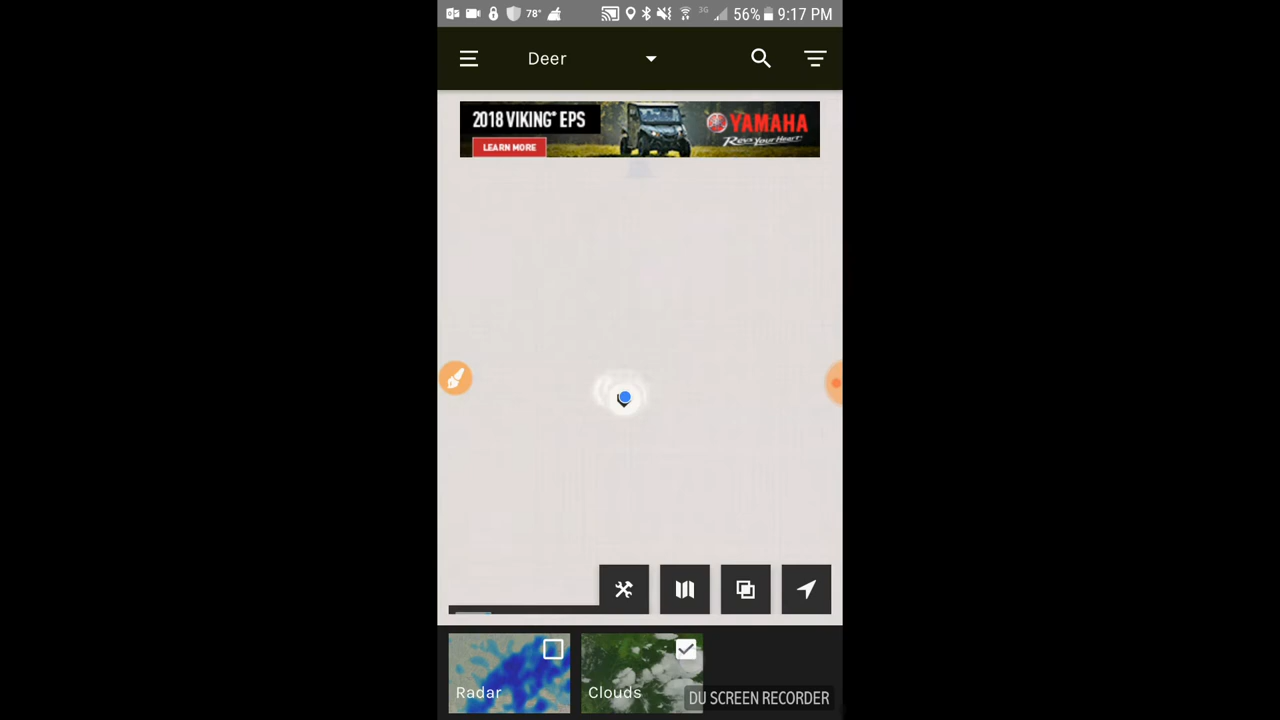 78° 3G 56% 9:17 PM
Deer
2018 VIKING® EPS
LEARN MORE
YAMAHA
Revs Your Heart
Radar
Clouds
DU SCREEN RECORDER